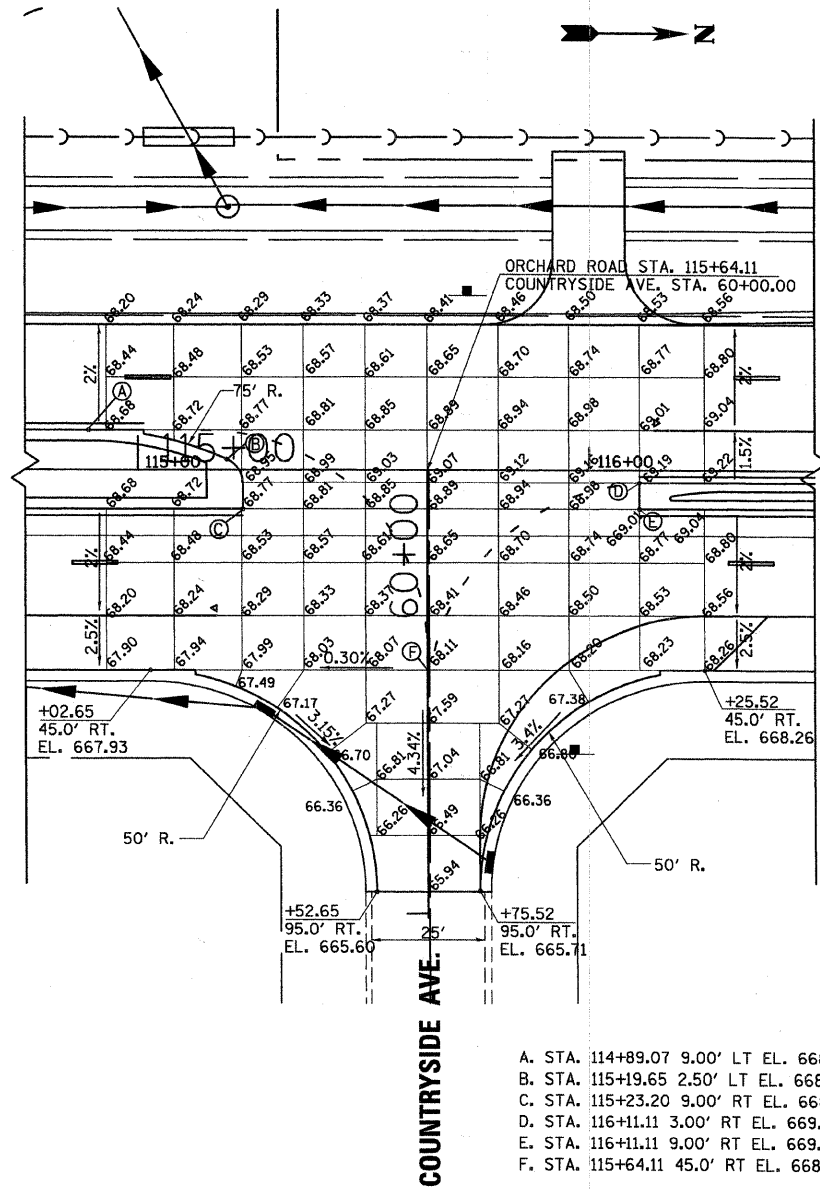 N
ORCHARD ROAD STA. 115+64.11
COUNTRYSIDE AVE. STA. 60+00.00
68.20 68.24 68.29 68.33 68.37 68.41 68.46 68.50 68.53 68.56
2% 68.44 68.48 68.53 68.57 68.61 68.65 68.70 68.74 68.77 68.80 2%
A 75' R.
68.68 68.72 68.77 68.81 68.85 68.89 68.94 68.98 69.01 69.04
115+00 B
115+00 68.95 68.99 69.03 69.07 69.12 69.16 116+00 69.19 69.22 1.5%
68.68 68.72 68.77 68.81 68.85 68.89 68.94 68.98 D
C E
669.01 69.04
2% 68.44 68.48 68.53 68.57 68.61 68.65 68.70 68.74 68.77 68.80 2%
60+00
68.20 68.24 68.29 68.33 68.37 68.41 68.46 68.50 68.53 68.56
2.5% 67.90 67.94 67.99 68.03 68.07 F 68.11 68.16 68.20 68.23 68.26 2.5%
0.30%
67.49
67.17 67.27 67.59 67.27 67.38
+02.65
45.0' RT.
EL. 667.93
+25.52
45.0' RT.
EL. 668.26
3.15% 3.4%
66.70 66.81 4.34% 67.04 66.81
66.36 66.36
66.26 66.49 66.26
50' R. 50' R.
65.94
+52.65
95.0' RT.
EL. 665.60
+75.52
95.0' RT.
EL. 665.71
25'
COUNTRYSIDE AVE.
A. STA. 114+89.07 9.00' LT EL.
B. STA. 115+19.65 2.50' LT EL.
C. STA. 115+23.20 9.00' RT EL.
D. STA. 116+11.11 3.00' RT EL. 669.
E. STA. 116+11.11 9.00' RT EL. 669.
F. STA. 115+64.11 45.0' RT EL. 668